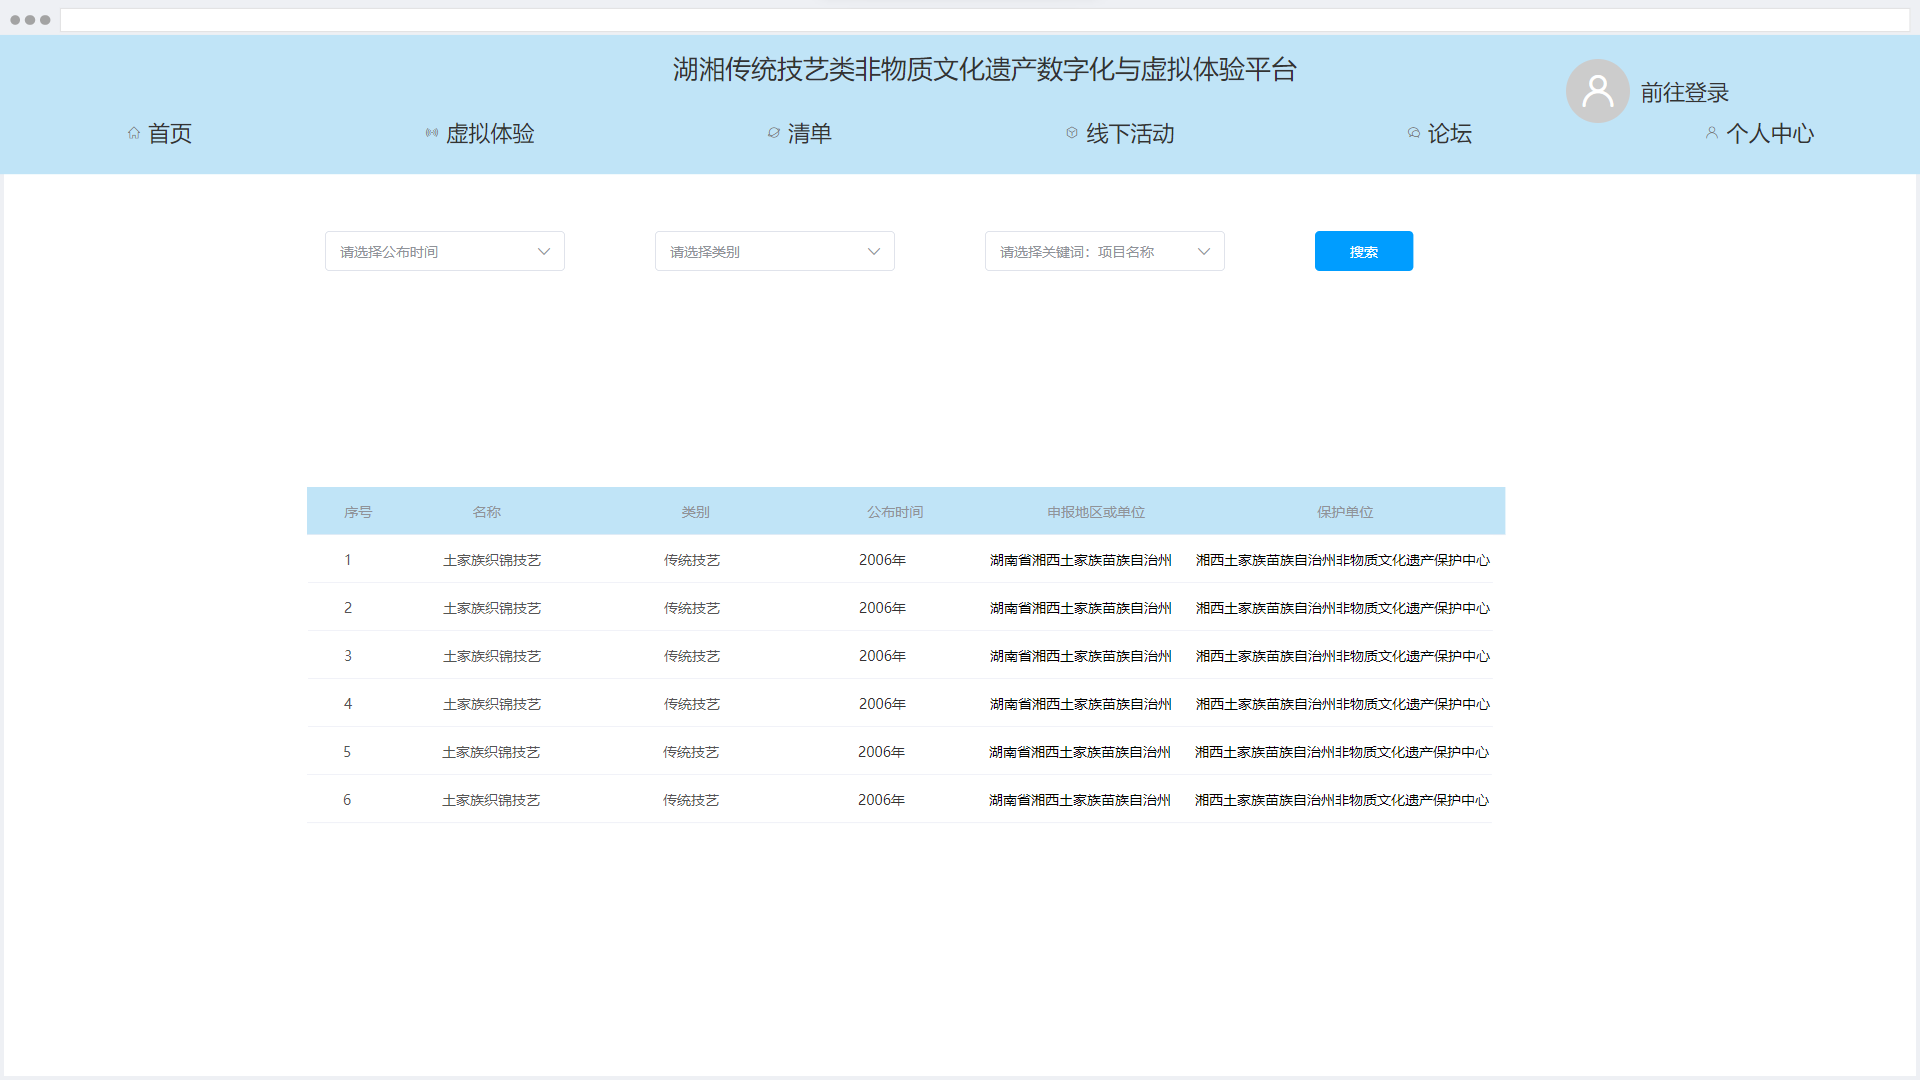 湖湘传统技艺类非物质文化遗产数字化与虚拟体验平台
前往登录
首页 虚拟体验 清单 线下活动 论坛 个人中心
请选择公布时间 请选择类别 请选择关键词：项目名称 搜索
序号 名称 类别 公布时间 申报地区或单位 保护单位
1 土家族织锦技艺 传统技艺 2006年 湖南省湘西土家族苗族自治州 湘西土家族苗族自治州非物质文化遗产保护中心
2 土家族织锦技艺 传统技艺 2006年 湖南省湘西土家族苗族自治州 湘西土家族苗族自治州非物质文化遗产保护中心
3 土家族织锦技艺 传统技艺 2006年 湖南省湘西土家族苗族自治州 湘西土家族苗族自治州非物质文化遗产保护中心
4 土家族织锦技艺 传统技艺 2006年 湖南省湘西土家族苗族自治州 湘西土家族苗族自治州非物质文化遗产保护中心
5 土家族织锦技艺 传统技艺 2006年 湖南省湘西土家族苗族自治州 湘西土家族苗族自治州非物质文化遗产保护中心
6 土家族织锦技艺 传统技艺 2006年 湖南省湘西土家族苗族自治州 湘西土家族苗族自治州非物质文化遗产保护中心